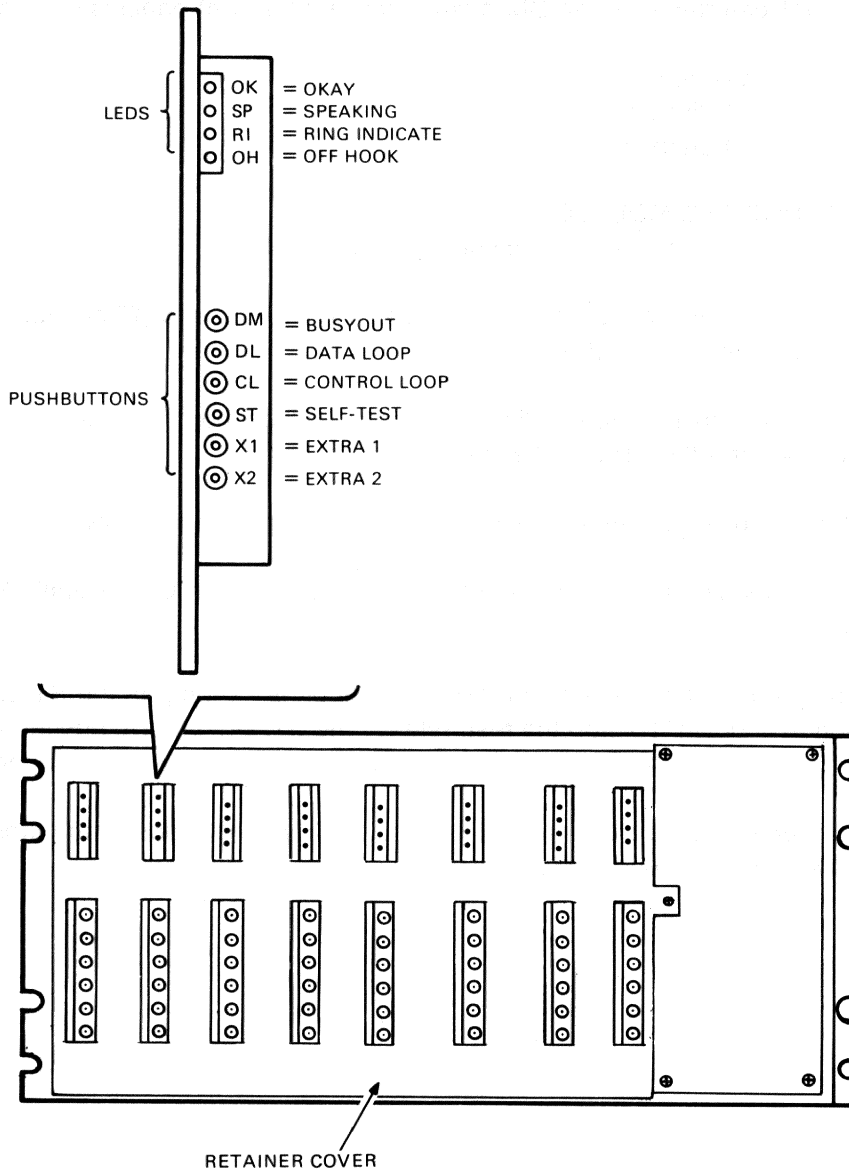 LEDS
OK = OKAY
SP = SPEAKING
RI = RING INDICATE
OH = OFF HOOK
PUSHBUTTONS
DM = BUSYOUT
DL = DATA LOOP
CL = CONTROL LOOP
ST = SELF-TEST
X1 = EXTRA 1
X2 = EXTRA 2
RETAINER COVER